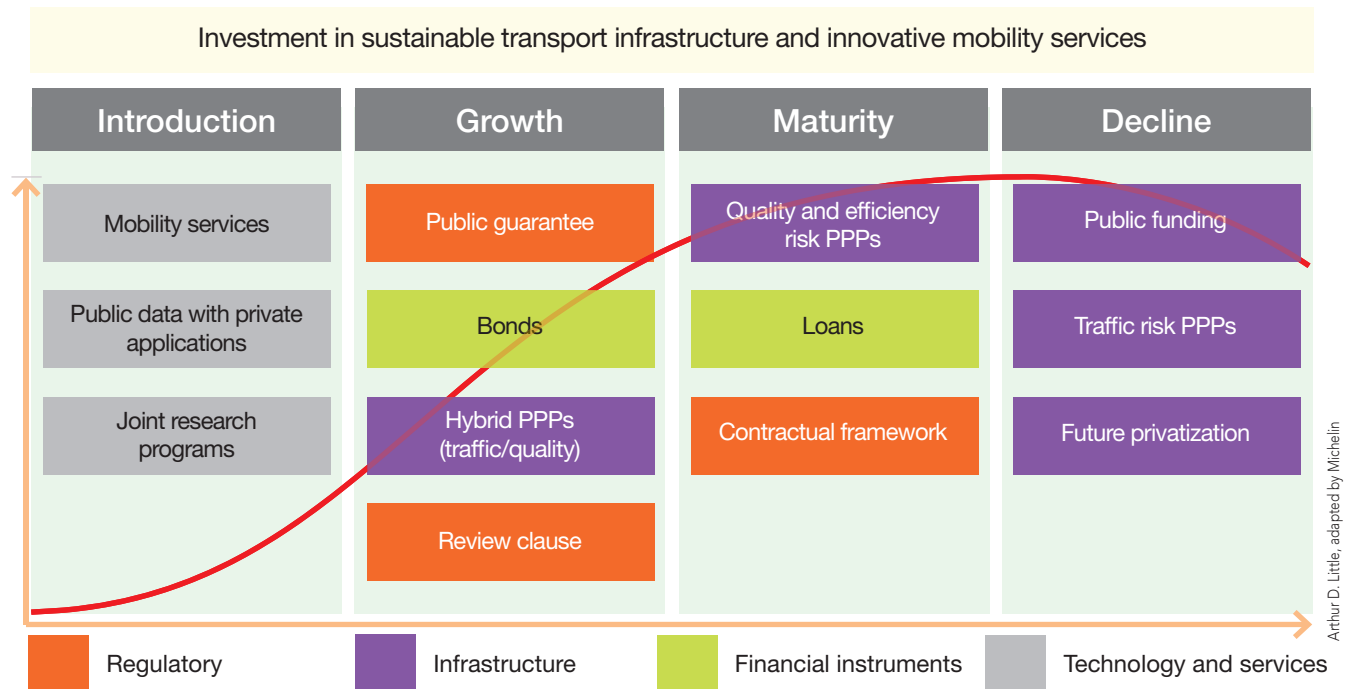 Investment in sustainable transport infrastructure and innovative mobility services
Introduction
Growth
Maturity
Decline
Mobility services
Public guarantee
Quality and efficiency
risk PPPs
Public funding
Public data with private
applications
Bonds
Loans
Traffic risk PPPs
Joint research
programs
Hybrid PPPs
(traffic/quality)
Contractual framework
Future privatization
Review clause
Arthur D. Little, adapted by Michelin
Regulatory
Infrastructure
Financial instruments
Technology and services